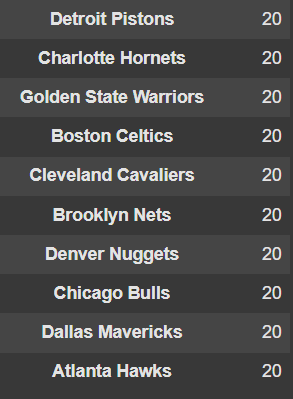 Detroit Pistons 20
Charlotte Hornets 20
Golden State Warriors 20
Boston Celtics 20
Cleveland Cavaliers 20
Brooklyn Nets 20
Denver Nuggets 20
Chicago Bulls 20
Dallas Mavericks 20
Atlanta Hawks 20